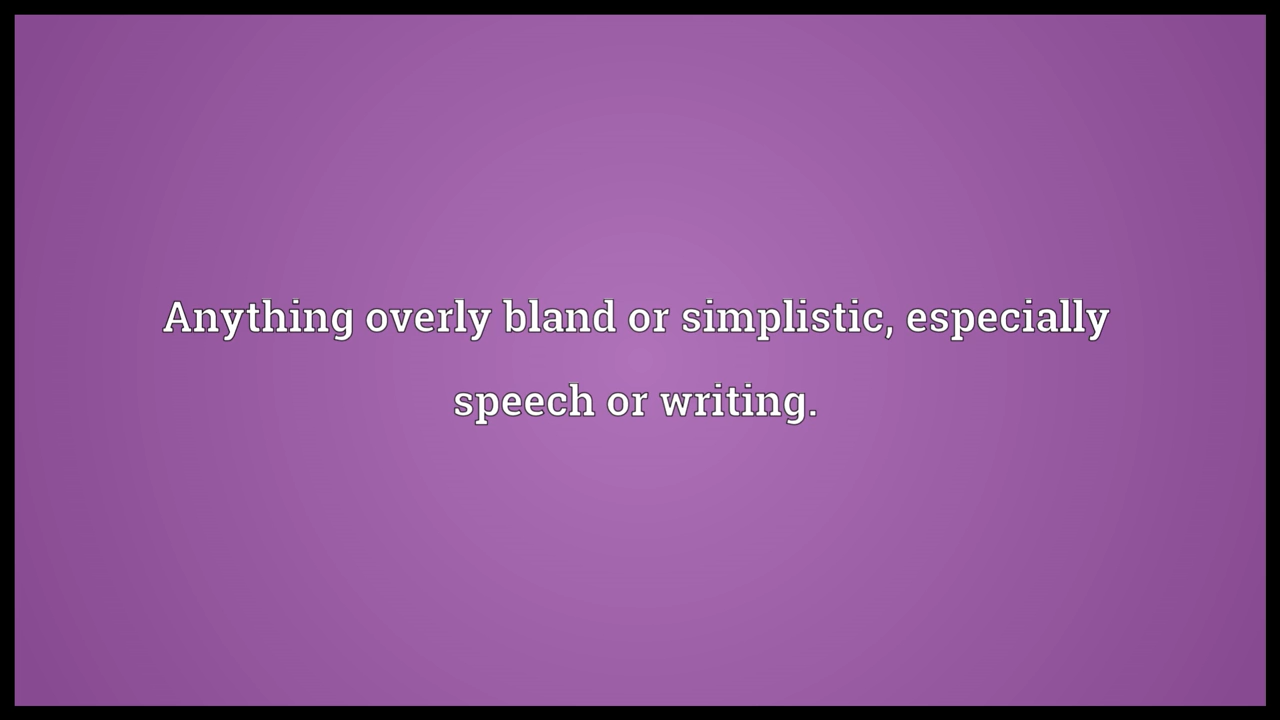 Anything overly bland or simplistic, especially
speech or writing.